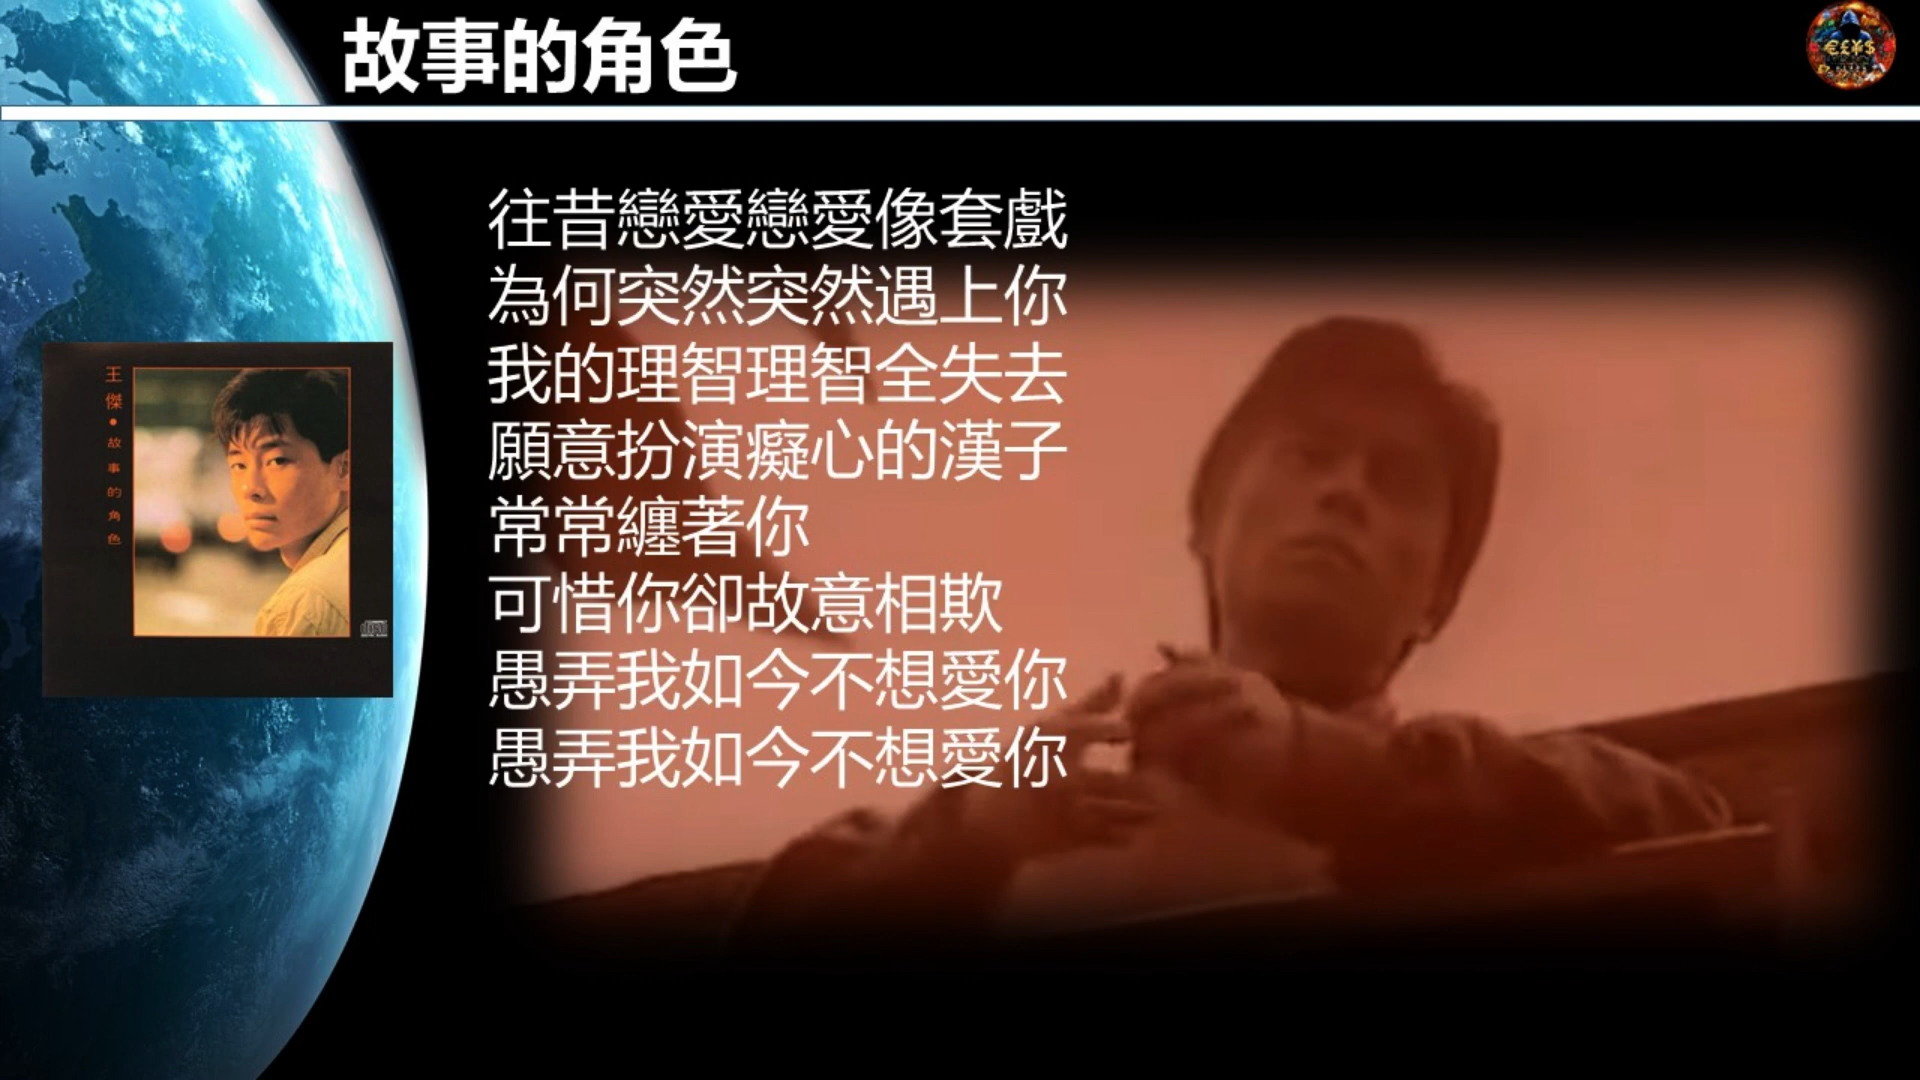 故事的角色
€£¥$
往昔戀愛戀愛像套戲
為何突然突然遇上你
我的理智理智全失去
願意扮演癡心的漢子
常常纏著你
可惜你卻故意相欺
愚弄我如今不想愛你
愚弄我如今不想愛你
王傑•故事的角色